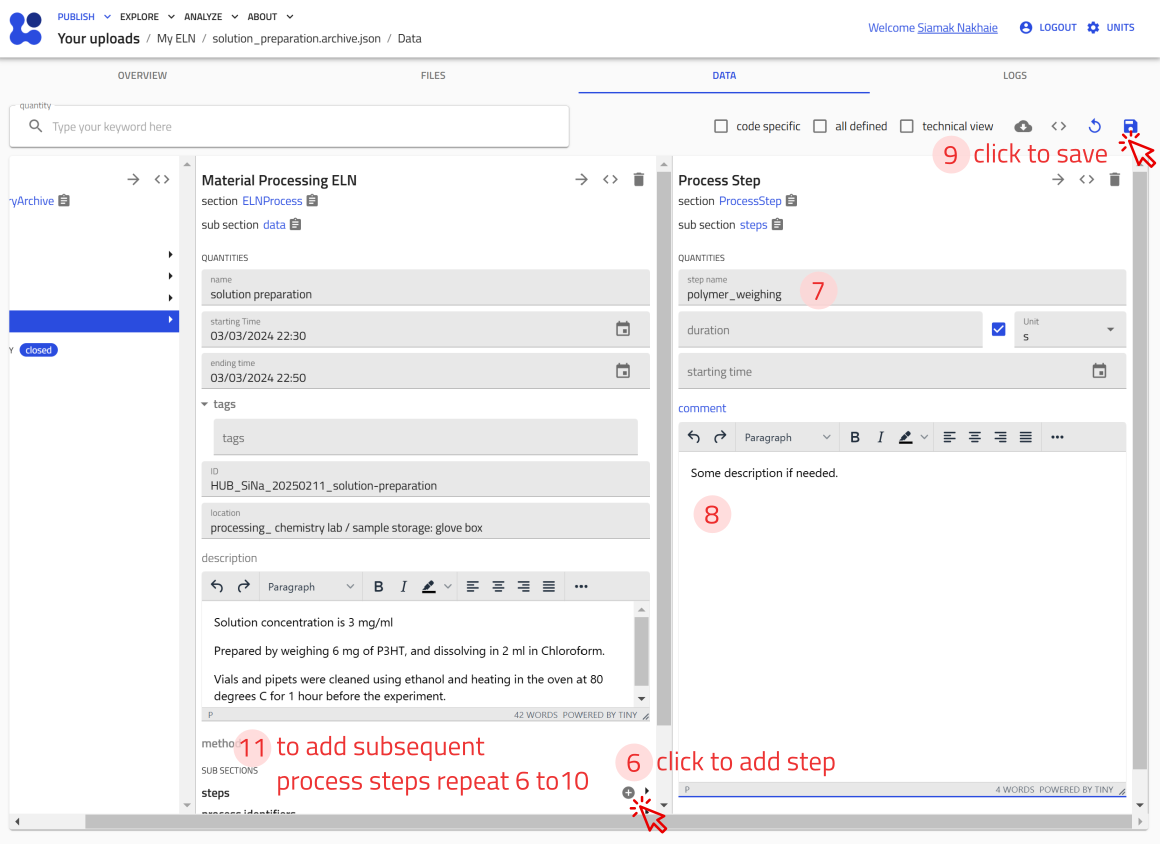 PUBLISH EXPLORE ANALYZE ABOUT
Your uploads / My ELN / solution_preparation.archive.json / Data
Welcome Siamak Nakhaie LOGOUT UNITS
OVERVIEW FILES DATA LOGS
quantity
Type your keyword here
code specific all defined technical view
9 click to save
yArchive
Y closed
Material Processing ELN
section ELNProcess
sub section data
QUANTITIES
name
solution preparation
starting Time
03/03/2024 22:30
ending time
03/03/2024 22:50
tags
tags
ID
HUB_SiNa_20250211_solution-preparation
location
processing_ chemistry lab / sample storage: glove box
description
Paragraph B I
Solution concentration is 3 mg/ml
Prepared by weighing 6 mg of P3HT, and dissolving in 2 ml in Chloroform.
Vials and pipets were cleaned using ethanol and heating in the oven at 80
degrees C for 1 hour before the experiment.
P 42 WORDS POWERED BY TINY
metho
11 to add subsequent
process steps repeat 6 to10
SUB SECTIONS
steps
process identifiers
6 click to add step
Process Step
section ProcessStep
sub section steps
QUANTITIES
step name
polymer_weighing
7
duration
Unit
s
starting time
comment
Paragraph B I
Some description if needed.
8
P 4 WORDS POWERED BY TINY